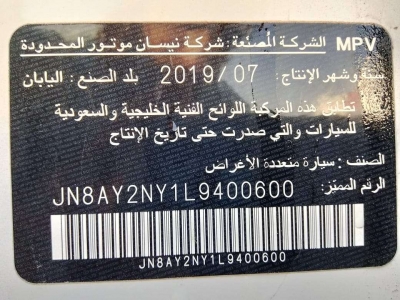 MPV الشركة المصنعة: شركة نيسان موتور المحدودة
سنة وشهر الإنتاج: 2019/07 بلد الصنع: اليابان
تطابق هذه المركبة اللوائح الفنية الخليجية والسعودية
للسيارات والتي صدرت حتى تاريخ الإنتاج
الصنف: سيارة متعددة الأغراض
الرقم المميز: JN8AY2NY1L9400600
JN8AY2NY1L9400600